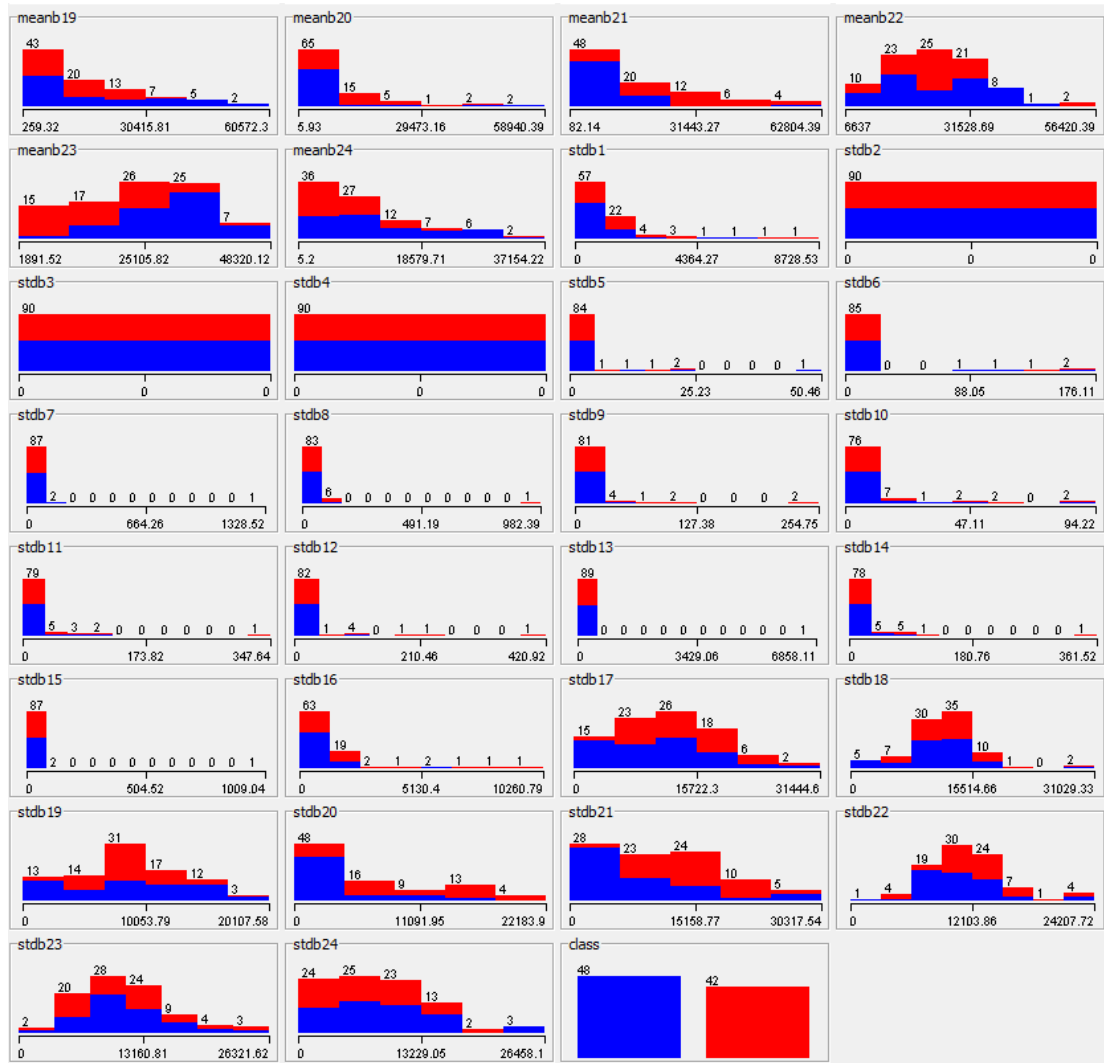 meanb19 meanb20 meanb21 meanb22
43 20 13 7 5 2 65 15 5 1 2 2 48 20 12 6 4 10 23 25 21 8 1 2
259.32 30415.81 60572.3 5.93 29473.16 58940.39 82.14 31443.27 62804.39 6637 31528.69 56420.39
meanb23 meanb24 stdb1 stdb2
15 17 26 25 7 36 27 12 7 6 2 57 22 4 3 1 1 1 1 90
1891.52 25105.82 48320.12 5.2 18579.71 37154.22 0 4364.27 8728.53 0 0 0
stdb3 stdb4 stdb5 stdb6
90 90 84 1 1 1 2 0 0 0 0 1 85 0 0 1 1 1 2
0 0 0 0 0 0 0 25.23 50.46 0 88.05 176.11
stdb7 stdb8 stdb9 stdb10
87 2 0 0 0 0 0 0 0 0 0 1 83 6 0 0 0 0 0 0 0 0 0 1 81 4 1 2 0 0 0 2 76 7 1 2 2 0 2
0 664.26 1328.52 0 491.19 982.39 0 127.38 254.75 0 47.11 94.22
stdb11 stdb12 stdb13 stdb14
79 5 3 2 0 0 0 0 0 0 1 82 1 4 0 1 1 0 0 0 1 89 0 0 0 0 0 0 0 0 0 0 1 78 5 5 1 0 0 0 0 0 0 1
0 173.82 347.64 0 210.46 420.92 0 3429.06 6858.11 0 180.76 361.52
stdb15 stdb16 stdb17 stdb18
87 2 0 0 0 0 0 0 0 0 0 1 63 19 2 1 2 1 1 1 15 23 26 18 6 2 5 7 30 35 10 1 0 2
0 504.52 1009.04 0 5130.4 10260.79 0 15722.3 31444.6 0 15514.66 31029.33
stdb19 stdb20 stdb21 stdb22
13 14 31 17 12 3 48 16 9 13 4 28 23 24 10 5 1 4 19 30 24 7 1 4
0 10053.79 20107.58 0 11091.95 22183.9 0 15158.77 30317.54 0 12103.86 24207.72
stdb23 stdb24 class
2 20 28 24 9 4 3 24 25 23 13 2 3 48 42
0 13160.81 26321.62 0 13229.05 26458.1